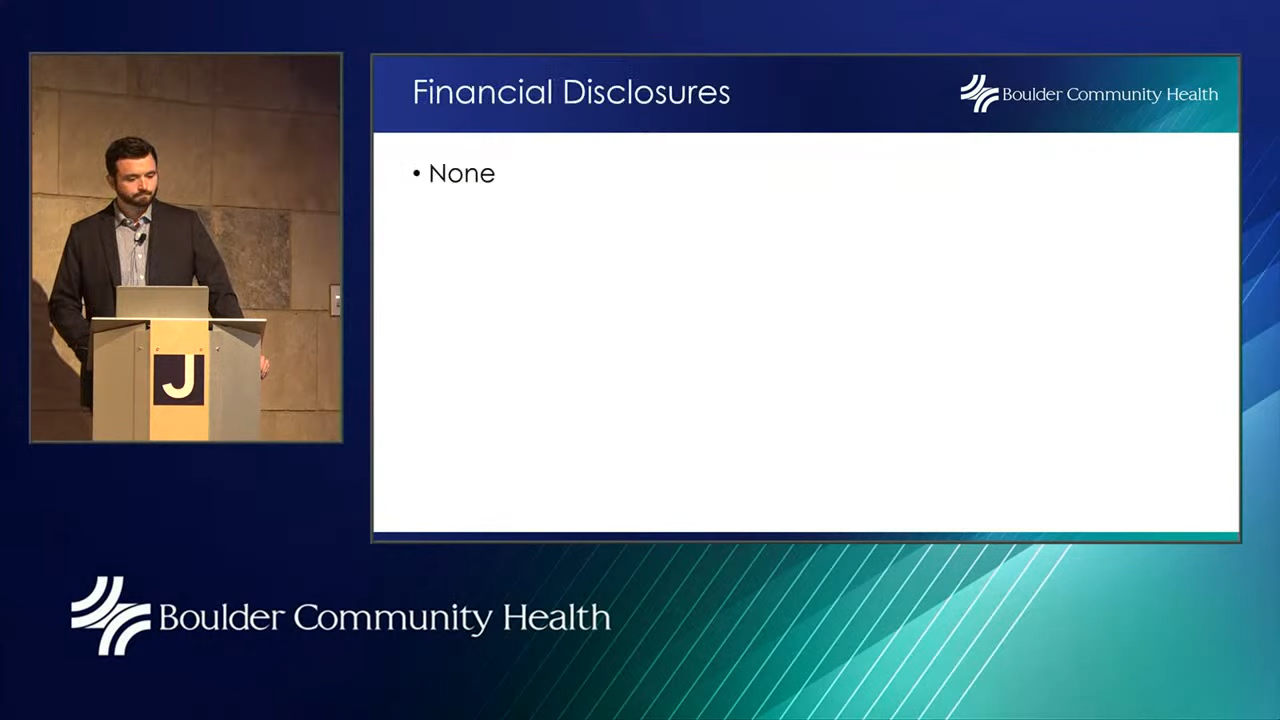 Financial Disclosures
Boulder Community Health
• None
J
Boulder Community Health